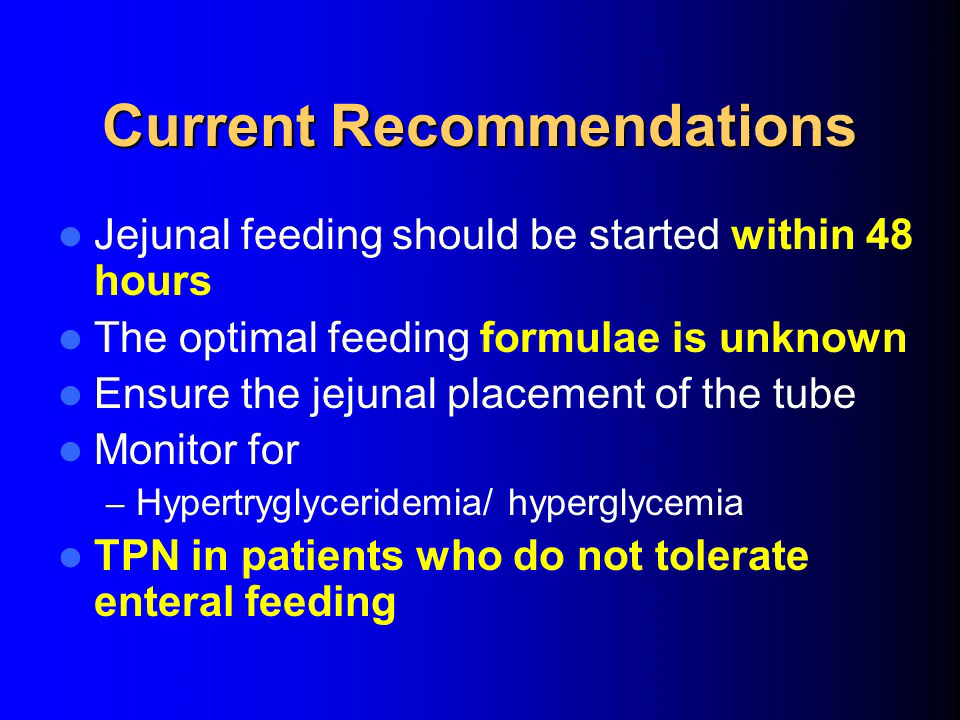 Current Recommendations
● Jejunal feeding should be started within 48
hours
● The optimal feeding formulae is unknown
● Ensure the jejunal placement of the tube
● Monitor for
– Hypertryglyceridemia/ hyperglycemia
● TPN in patients who do not tolerate
enteral feeding